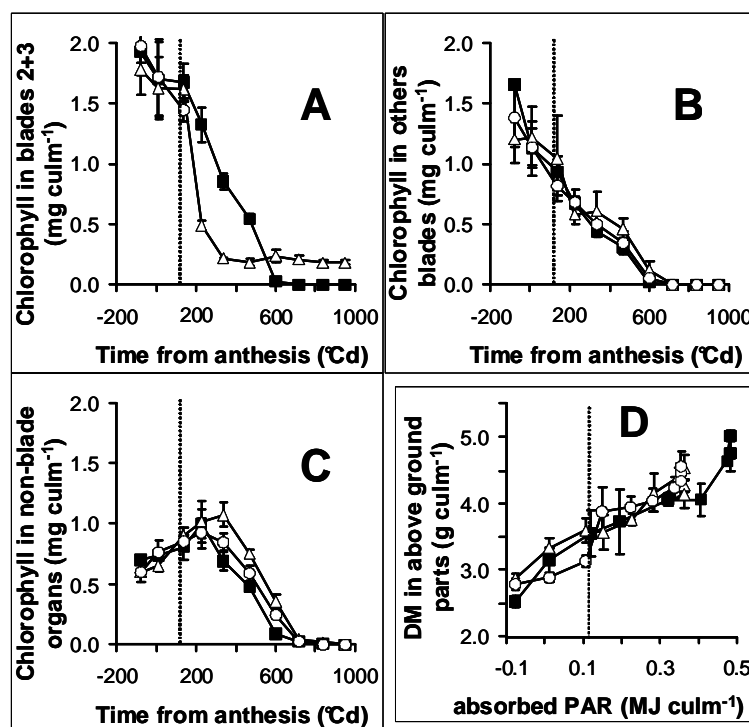 Chlorophyll in blades 2+3
(mg culm⁻¹)
2.0
1.5
1.0
0.5
0.0
A
-200 200 600 1000
Time from anthesis (°Cd)
Chlorophyll in others
blades (mg culm⁻¹)
2.0
1.5
1.0
0.5
0.0
B
-200 200 600 1000
Time from anthesis (°Cd)
Chlorophyll in non-blade
organs (mg culm⁻¹)
2.0
1.5
1.0
0.5
0.0
C
-200 200 600 1000
Time from anthesis (°Cd)
DM in above ground
parts (g culm⁻¹)
5.0
4.0
3.0
2.0
D
-0.1 0.1 0.3 0.5
absorbed PAR (MJ culm⁻¹)